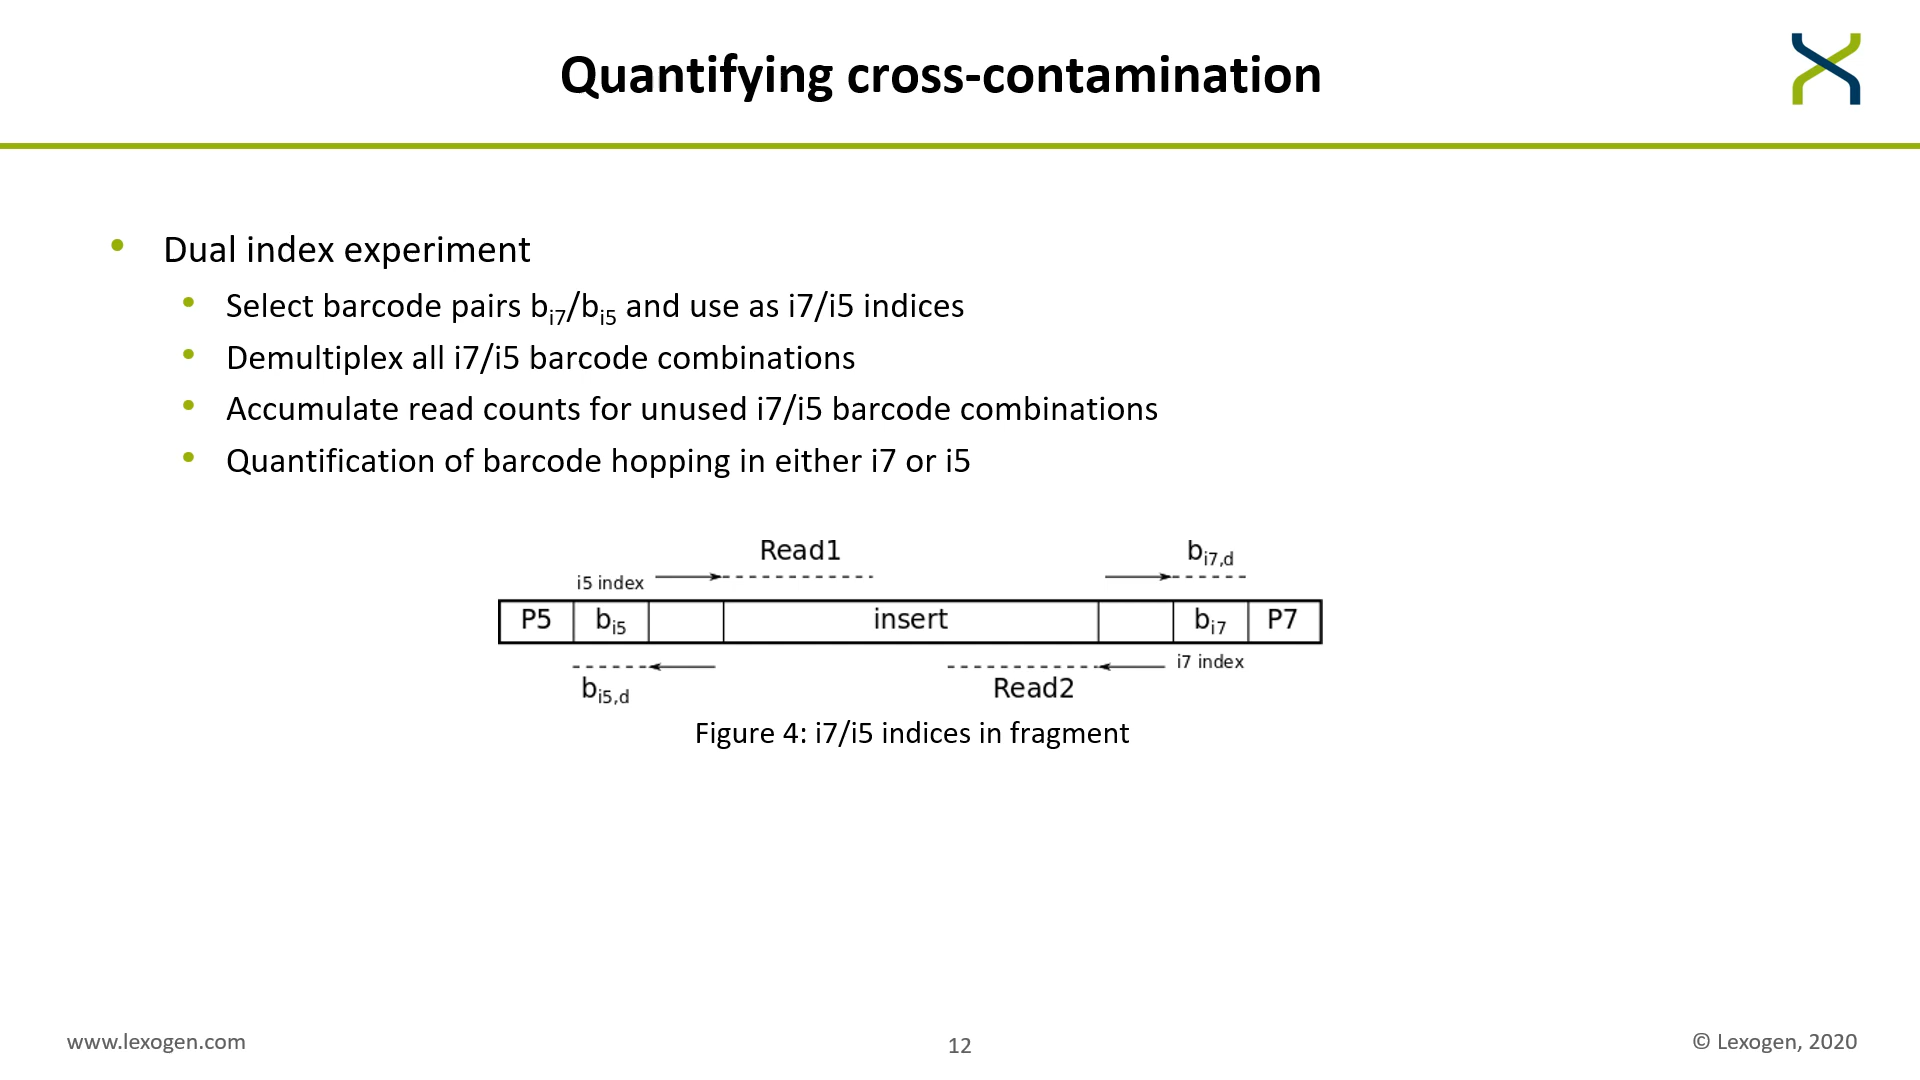 Quantifying cross-contamination
• Dual index experiment
• Select barcode pairs bi7/bi5 and use as i7/i5 indices
• Demultiplex all i7/i5 barcode combinations
• Accumulate read counts for unused i7/i5 barcode combinations
• Quantification of barcode hopping in either i7 or i5
Read1 bi7,d
i5 index
P5 bi5 insert bi7 P7
i7 index
bi5,d Read2
Figure 4: i7/i5 indices in fragment
www.lexogen.com 12 © Lexogen, 2020